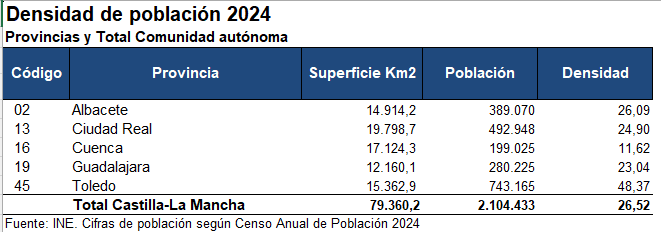 Densidad de población 2024
Provincias y Total Comunidad autónoma
Código Provincia Superficie Km2 Población Densidad
02 Albacete 14.914,2 389.070 26,09
13 Ciudad Real 19.798,7 492.948 24,90
16 Cuenca 17.124,3 199.025 11,62
19 Guadalajara 12.160,1 280.225 23,04
45 Toledo 15.362,9 743.165 48,37
Total Castilla-La Mancha 79.360,2 2.104.433 26,52
Fuente: INE. Cifras de población según Censo Anual de Población 2024